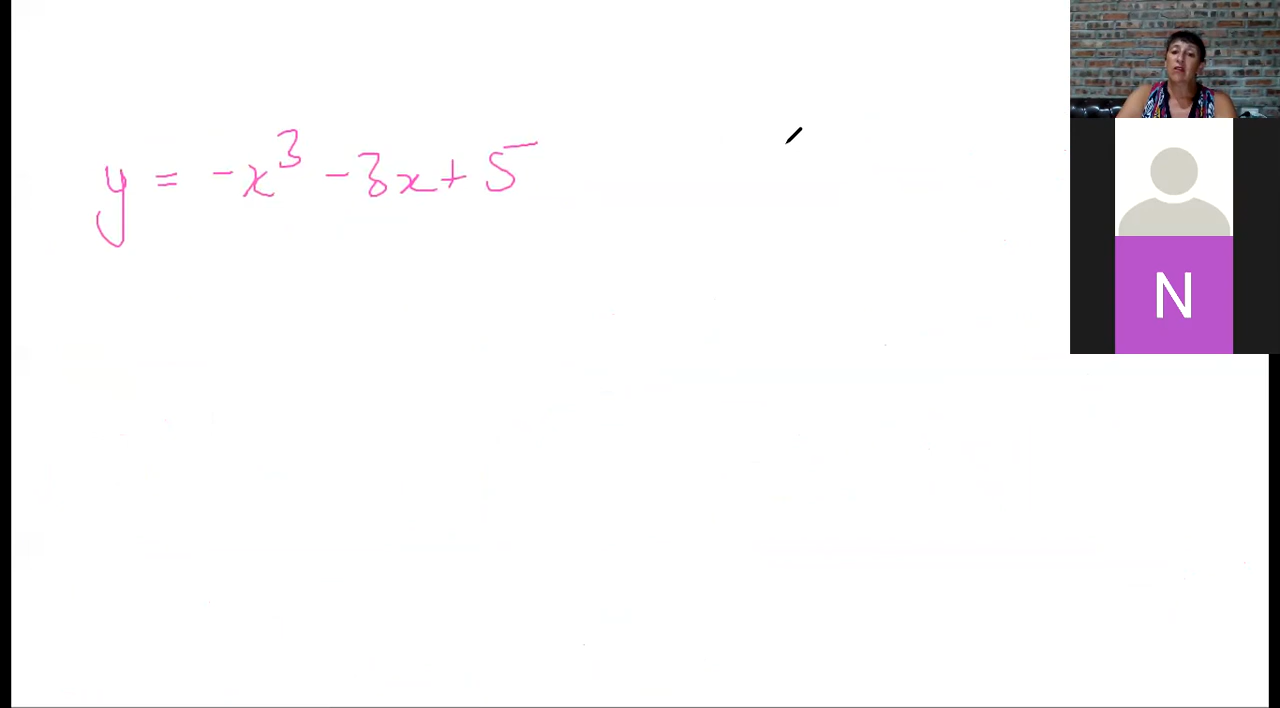 y = -x³ - 3x + 5
N